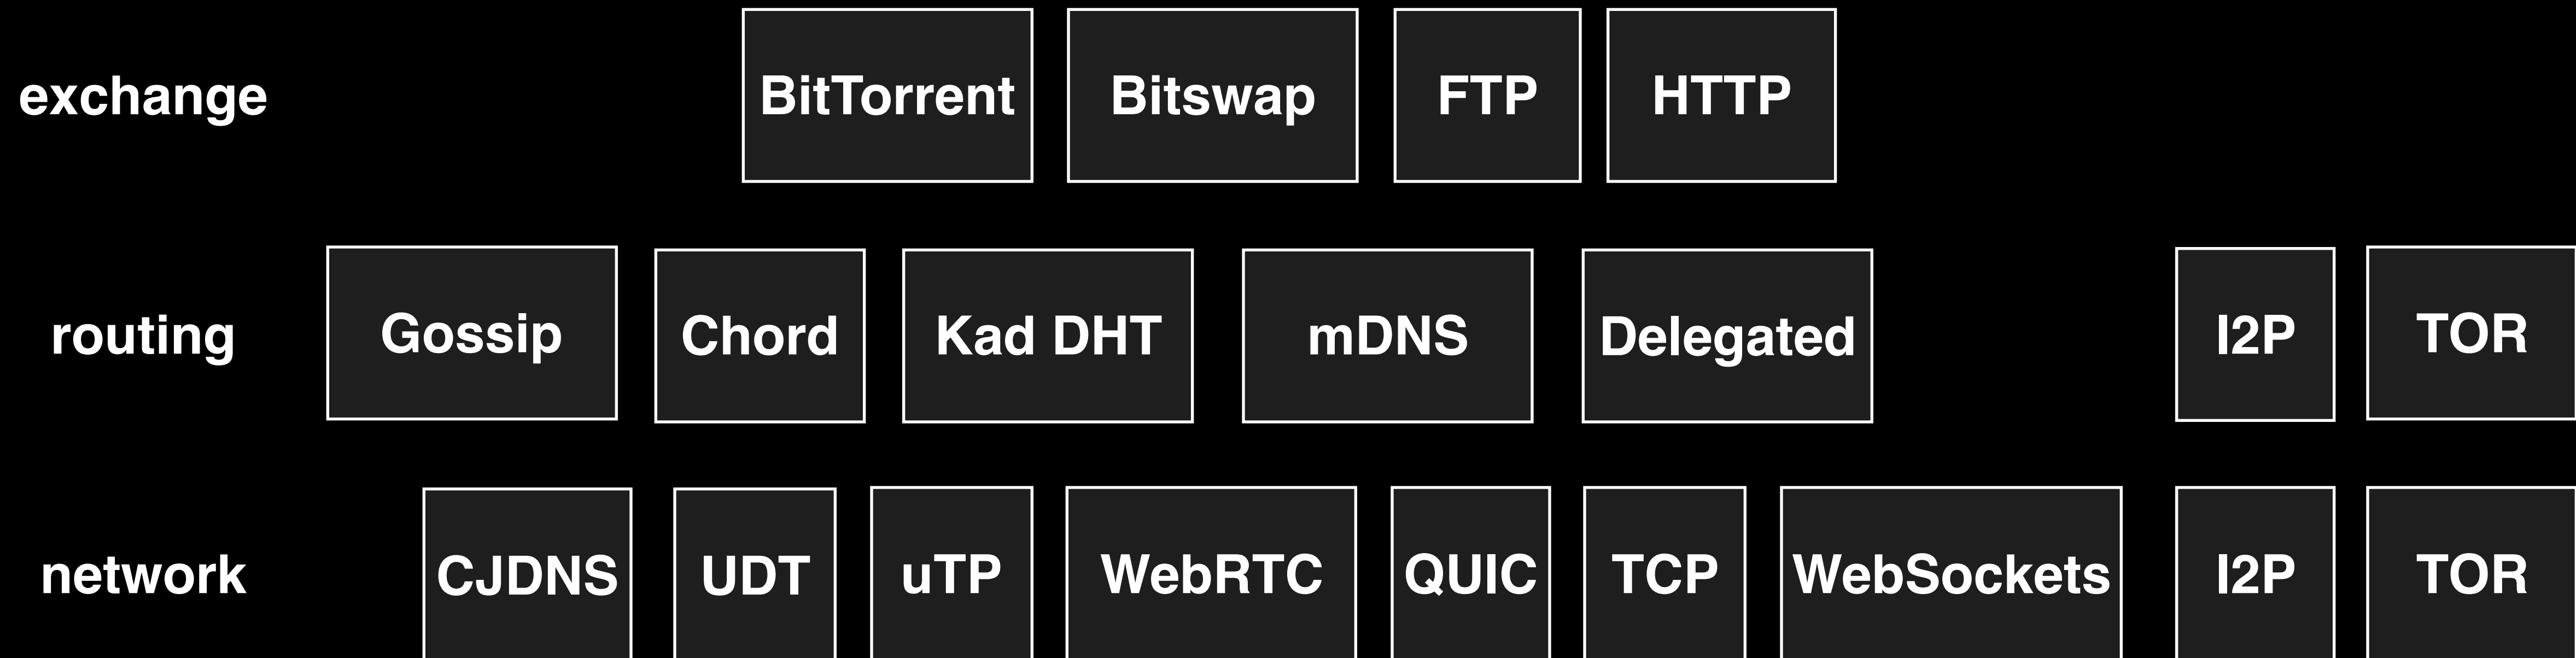 exchange BitTorrent Bitswap FTP HTTP
routing Gossip Chord Kad DHT mDNS Delegated I2P TOR
network CJDNS UDT uTP WebRTC QUIC TCP WebSockets I2P TOR